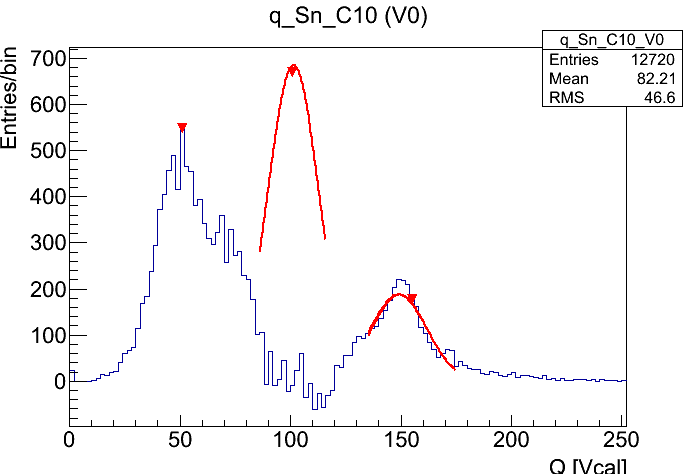 q_Sn_C10 (V0)
q_Sn_C10_V0
Entries 12720
Mean 82.21
RMS 46.6
Entries/bin
700
600
500
400
300
200
100
0
0 50 100 150 200 250
Q [Vcal]